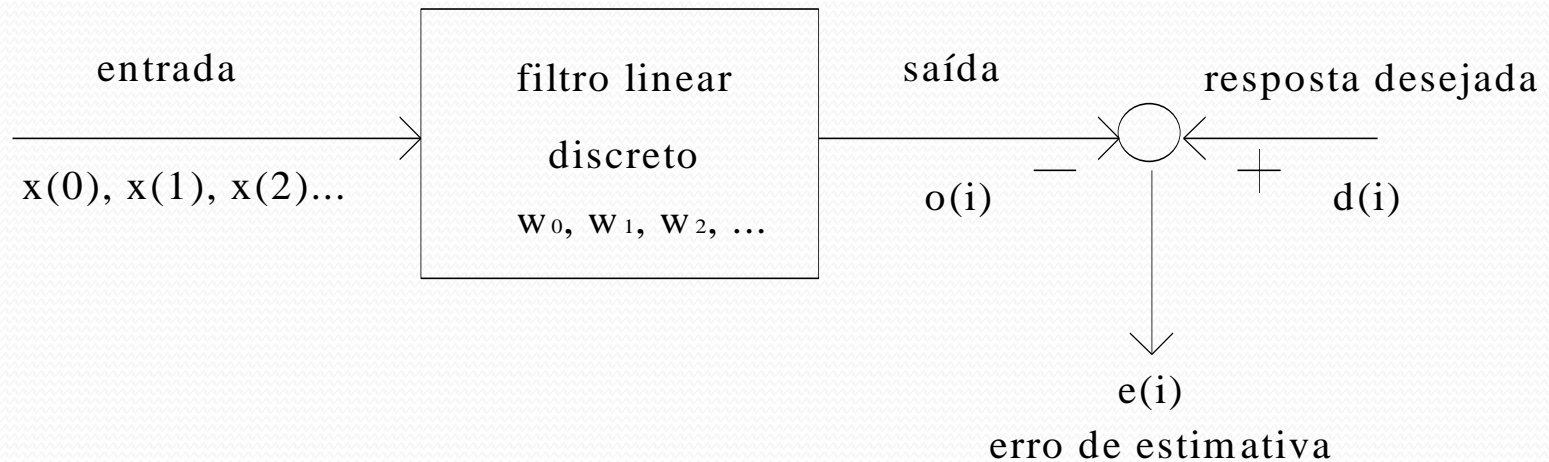 entrada
x(0), x(1), x(2)...
filtro linear
discreto
w₀, w₁, w₂, ...
saída
o(i)
−
resposta desejada
+
d(i)
e(i)
erro de estimativa